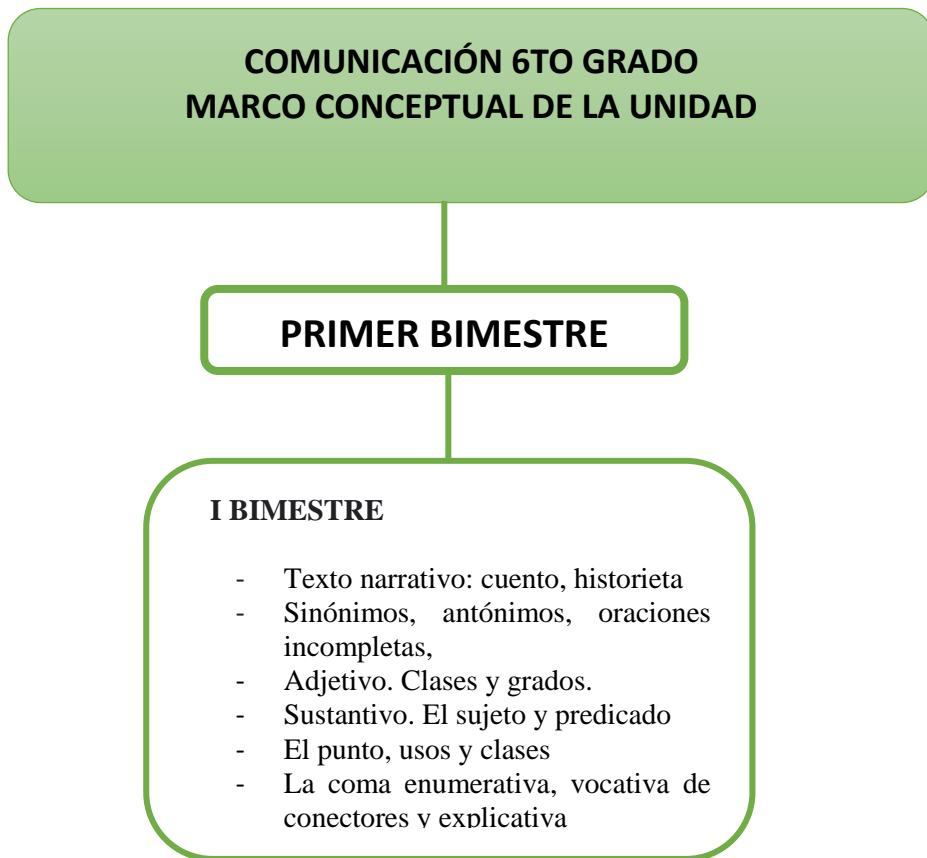 COMUNICACIÓN 6TO GRADO
MARCO CONCEPTUAL DE LA UNIDAD
PRIMER BIMESTRE
I BIMESTRE
- Texto narrativo: cuento, historieta
- Sinónimos, antónimos, oraciones
incompletas,
- Adjetivo. Clases y grados.
- Sustantivo. El sujeto y predicado
- El punto, usos y clases
- La coma enumerativa, vocativa de
conectores y explicativa